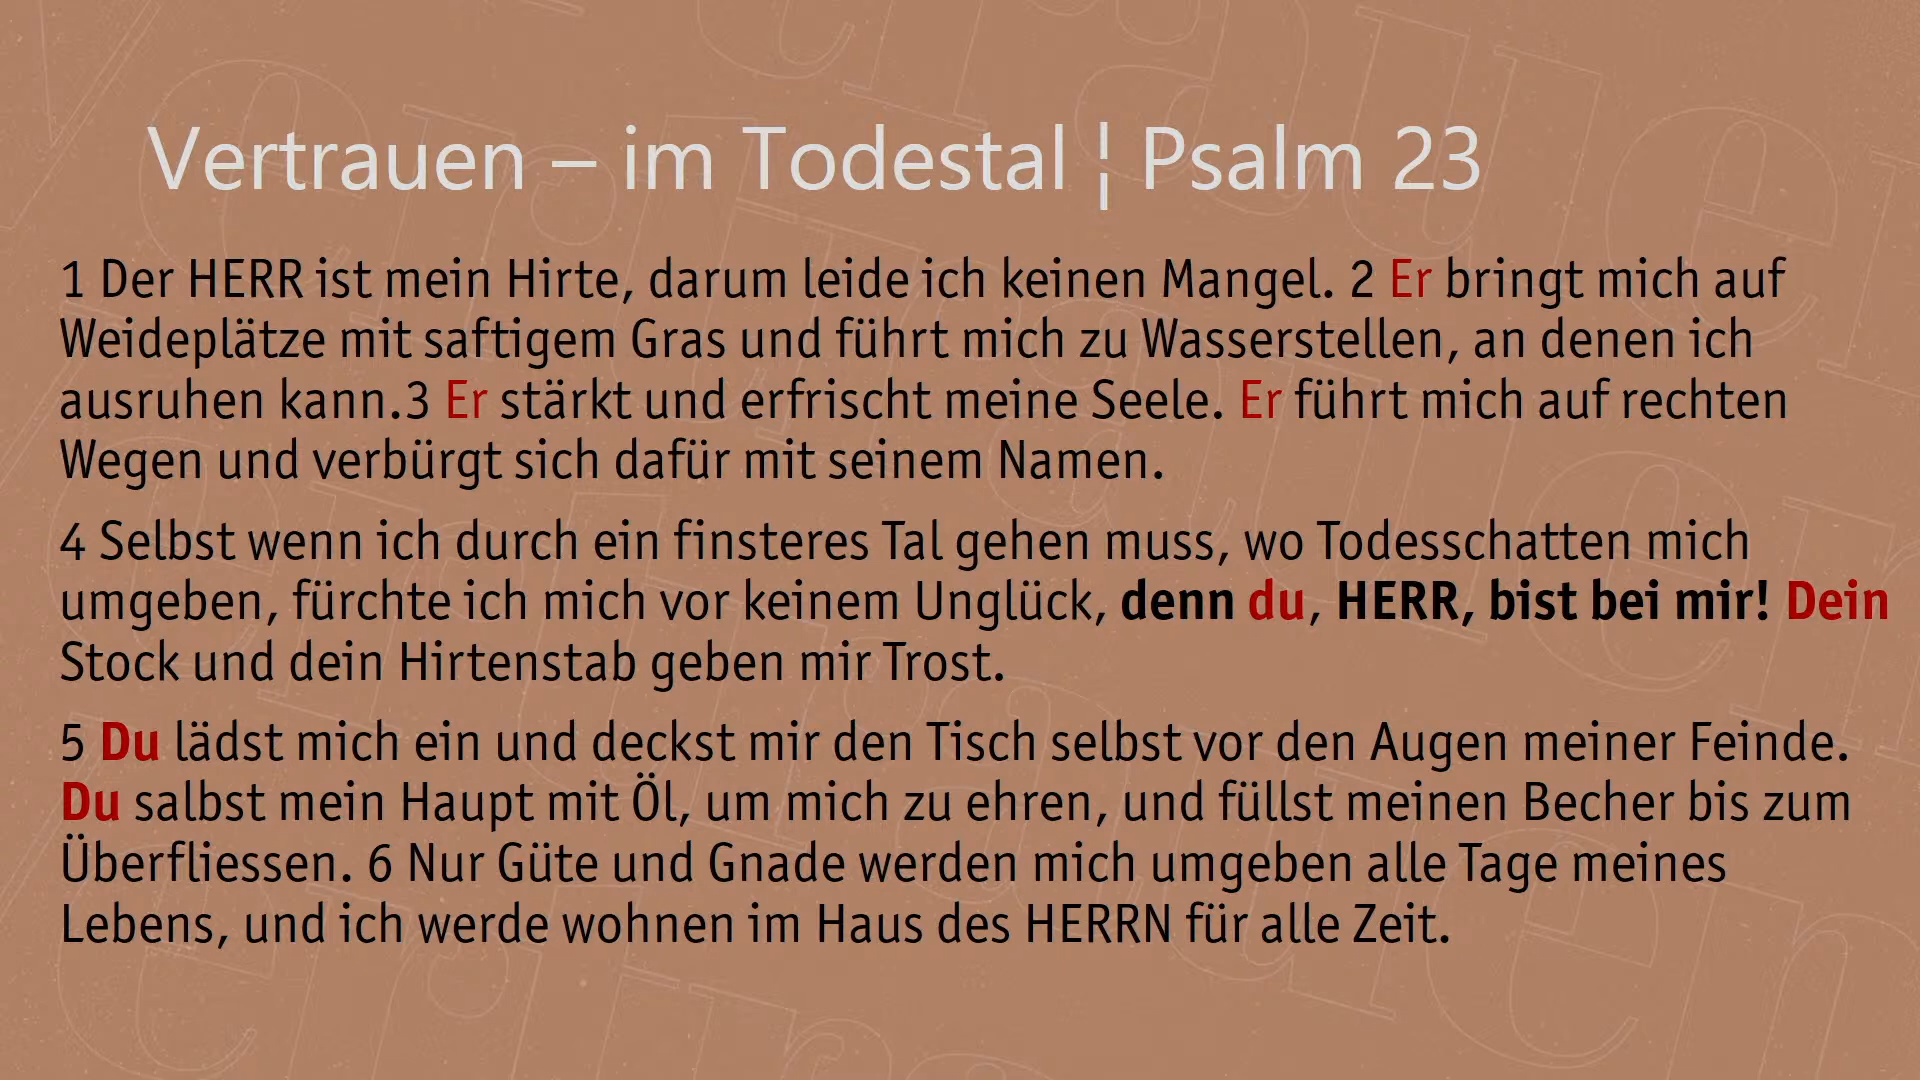 Vertrauen – im Todestal ¦ Psalm 23
1 Der HERR ist mein Hirte, darum leide ich keinen Mangel. 2 Er bringt mich auf
Weideplätze mit saftigem Gras und führt mich zu Wasserstellen, an denen ich
ausruhen kann.3 Er stärkt und erfrischt meine Seele. Er führt mich auf rechten
Wegen und verbürgt sich dafür mit seinem Namen.
4 Selbst wenn ich durch ein finsteres Tal gehen muss, wo Todesschatten mich
umgeben, fürchte ich mich vor keinem Unglück, denn du, HERR, bist bei mir! Dein
Stock und dein Hirtenstab geben mir Trost.
5 Du lädst mich ein und deckst mir den Tisch selbst vor den Augen meiner Feinde.
Du salbst mein Haupt mit Öl, um mich zu ehren, und füllst meinen Becher bis zum
Überfliessen. 6 Nur Güte und Gnade werden mich umgeben alle Tage meines
Lebens, und ich werde wohnen im Haus des HERRN für alle Zeit.